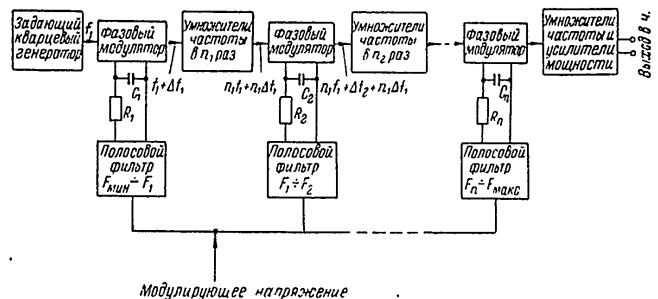 Задающий
кварцевый
генератор
f₁
Фазовый
модулятор
f₁+Δf₁
Умножители
частоты
в n₁ раз
n₁f₁+n₁Δf₁
Фазовый
модулятор
n₁f₁+Δf₂+n₁Δf₁
Умножители
частоты
в n₂ раз
Фазовый
модулятор
Умножители
частоты и
усилители
мощности
Выход в ч.
C₁
R₁
C₂
R₂
Cₙ
Rₙ
Полосовой
фильтр
Fмин÷F₁
Полосовой
фильтр
F₁÷F₂
Полосовой
фильтр
Fₙ÷Fмакс
Модулирующее напряжение